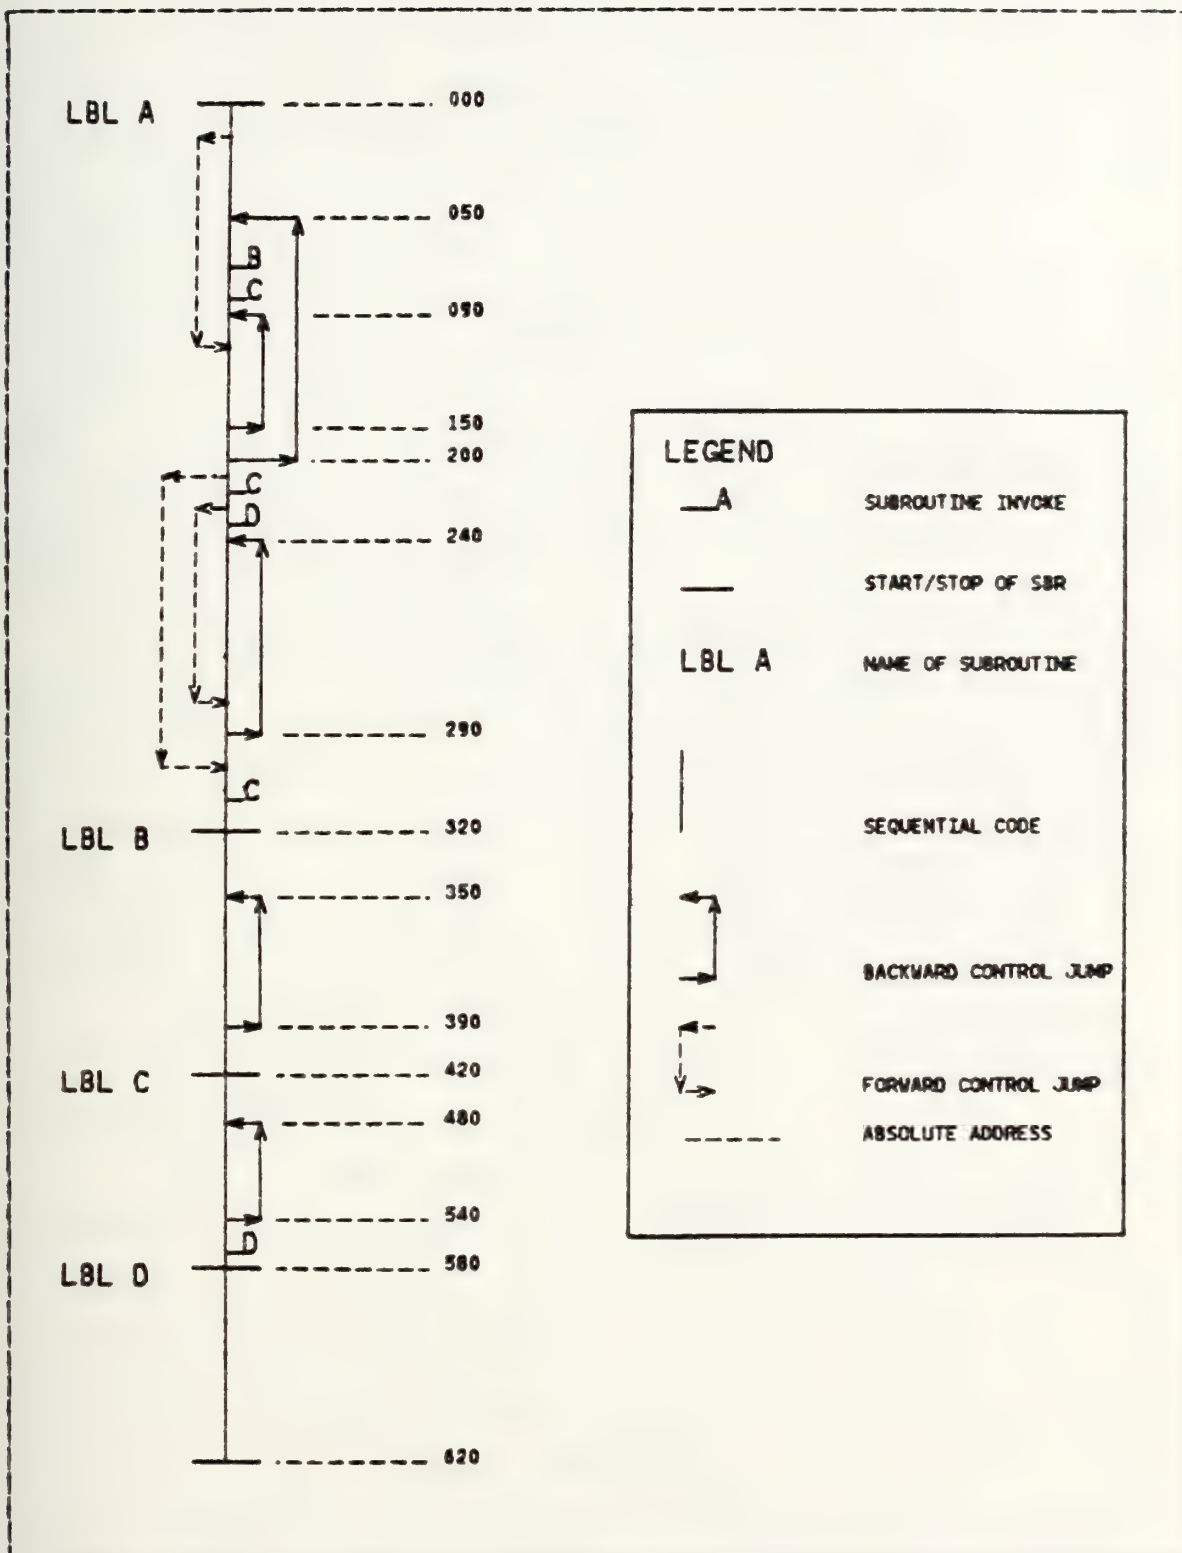 LBL A
000
050
B
C
090
150
200
C
D
240
290
C
LBL B
320
350
390
LBL C
420
480
540
D
LBL D
580
620
LEGEND
A SUBROUTINE INVOKE
START/STOP OF SBR
LBL A NAME OF SUBROUTINE
SEQUENTIAL CODE
BACKWARD CONTROL JUMP
FORWARD CONTROL JUMP
ABSOLUTE ADDRESS